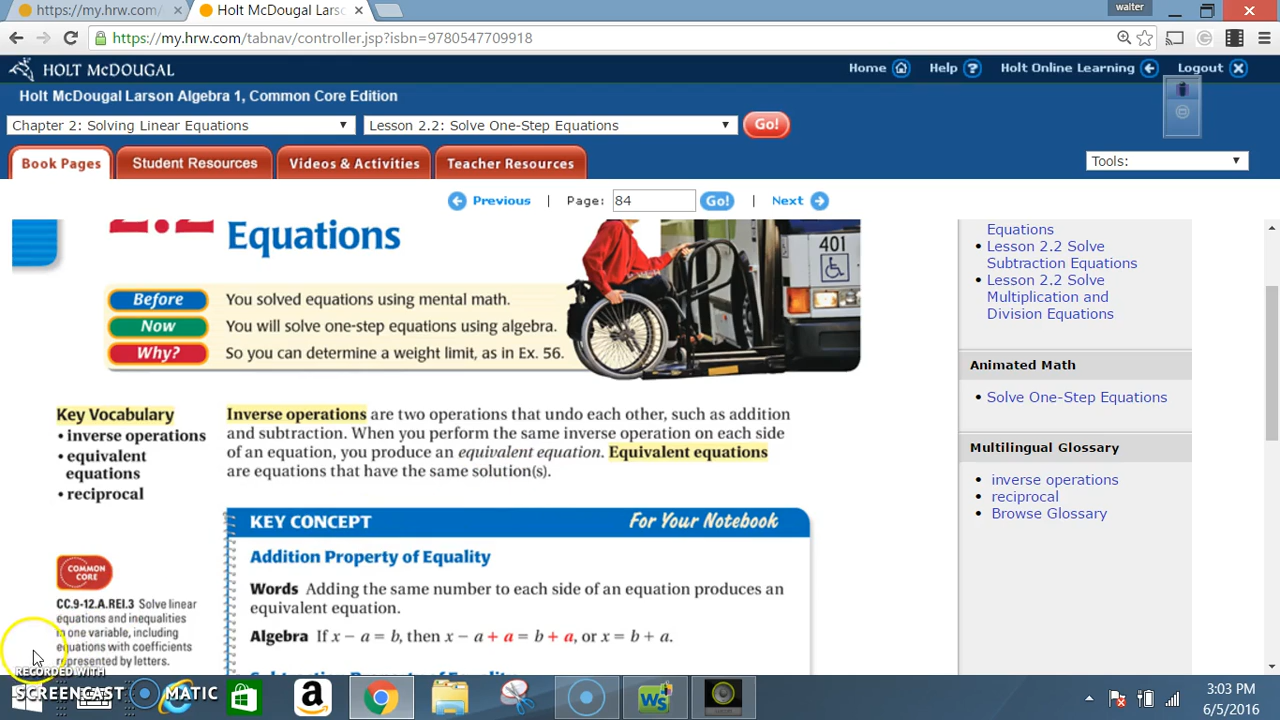 walter
https://my.hrw.com/
Holt McDougal Lars
https://my.hrw.com/tabnav/controller.jsp?isbn=9780547709918
HOLT MCDOUGAL
Home
Help ?
Holt Online Learning
Logout
Holt McDougal Larson Algebra 1, Common Core Edition
Chapter 2: Solving Linear Equations
Lesson 2.2: Solve One-Step Equations
Go!
Book Pages
Student Resources
Videos & Activities
Teacher Resources
Tools:
Previous | Page: 84 Go! | Next
2.2
Equations
401
Before You solved equations using mental math.
Now You will solve one-step equations using algebra.
Why? So you can determine a weight limit, as in Ex. 56.
Key Vocabulary
• inverse operations
• equivalent
equations
• reciprocal
Inverse operations are two operations that undo each other, such as addition
and subtraction. When you perform the same inverse operation on each side
of an equation, you produce an equivalent equation. Equivalent equations
are equations that have the same solution(s).
KEY CONCEPT
For Your Notebook
Addition Property of Equality
Words Adding the same number to each side of an equation produces an
equivalent equation.
Algebra If x − a = b, then x − a + a = b + a, or x = b + a.
COMMON
CORE
CC.9-12.A.REI.3 Solve linear
equations and inequalities
in one variable, including
equations with coefficients
represented by letters.
Equations
• Lesson 2.2 Solve
Subtraction Equations
• Lesson 2.2 Solve
Multiplication and
Division Equations
Animated Math
• Solve One-Step Equations
Multilingual Glossary
• inverse operations
• reciprocal
• Browse Glossary
RECORDED WITH
SCREENCAST MATIC
3:03 PM
6/5/2016